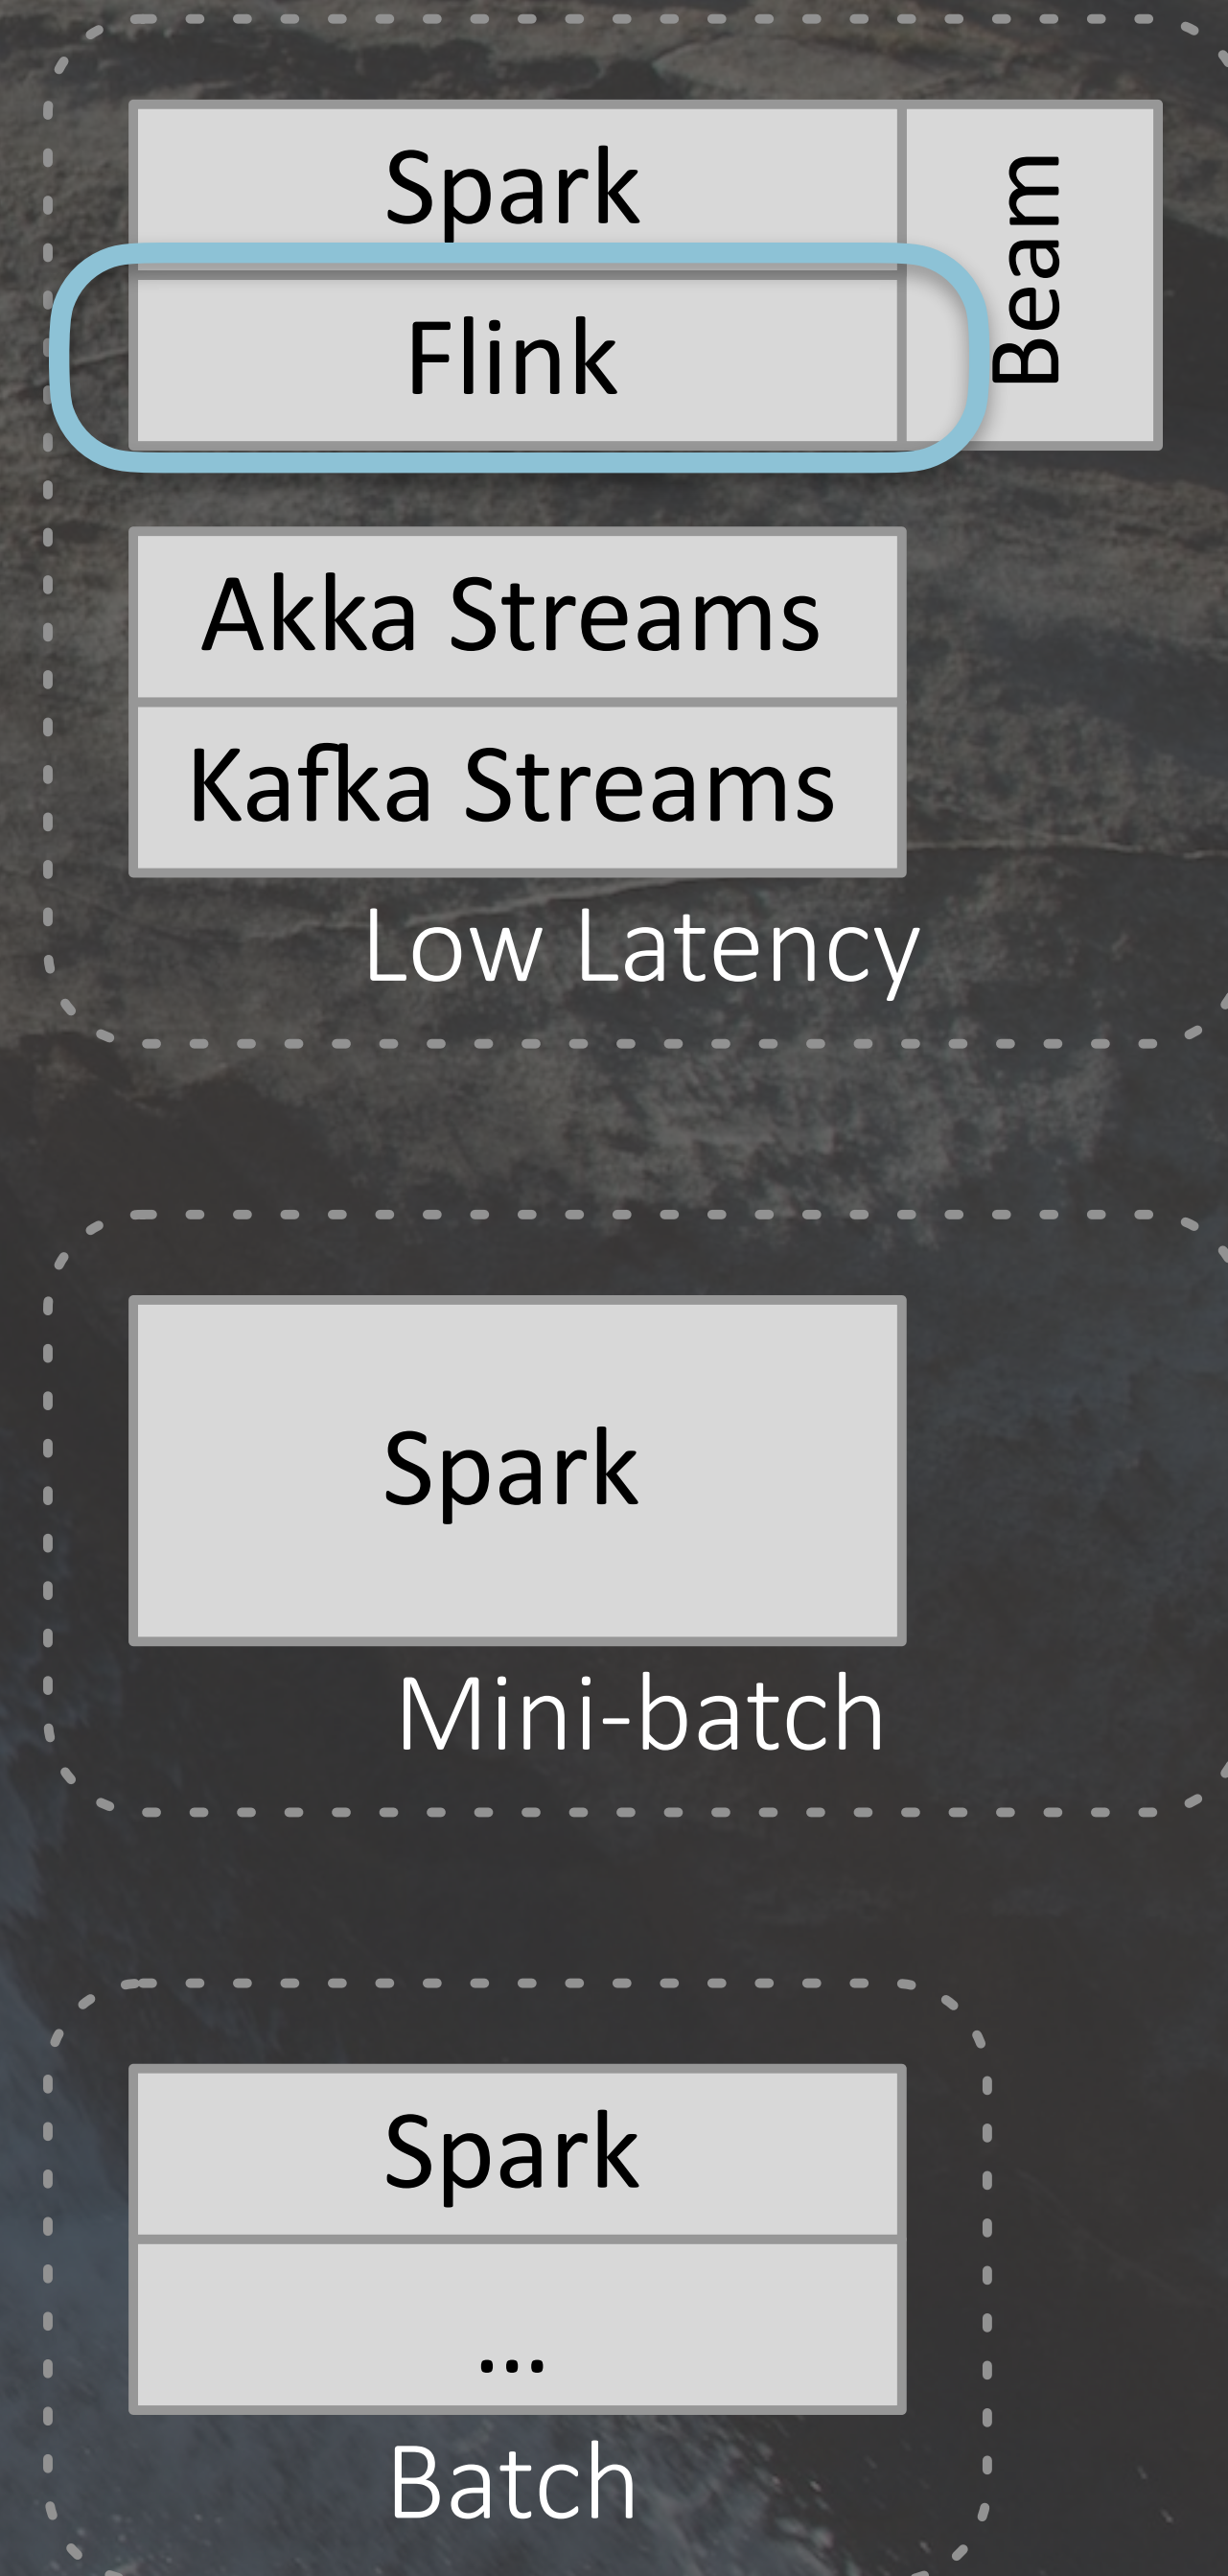 Spark
Beam
Flink
Akka Streams
Kafka Streams
Low Latency
Spark
Mini-batch
Spark
...
Batch